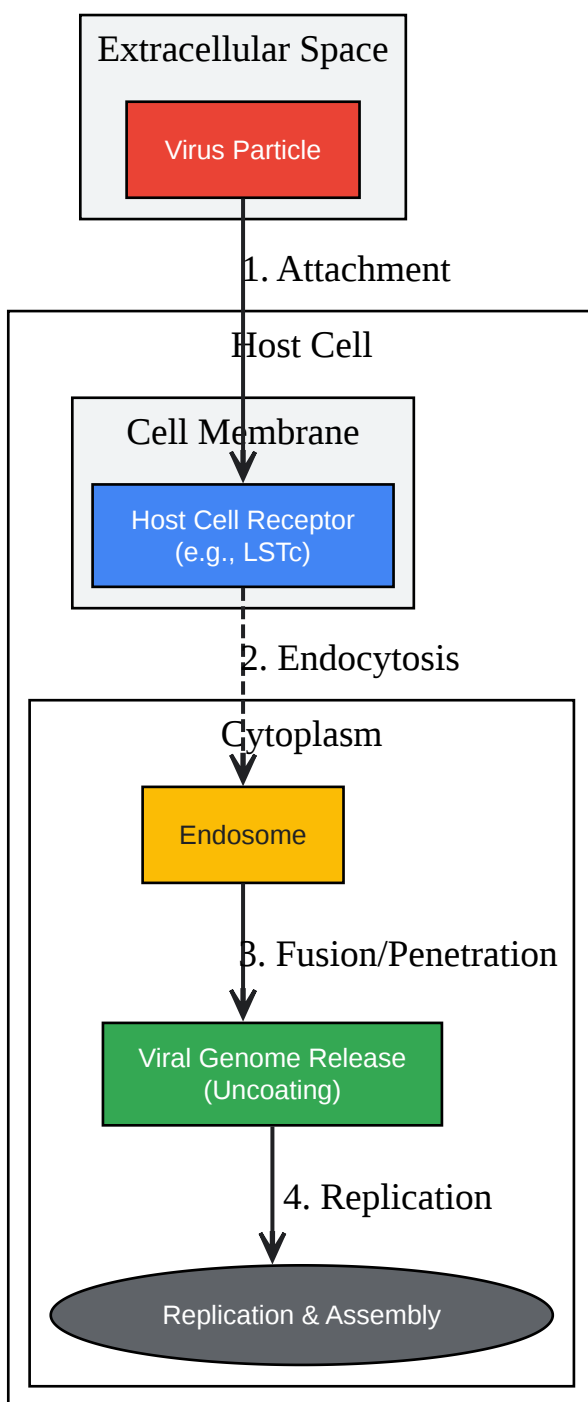 Extracellular Space
Virus Particle
1. Attachment
Host Cell
Cell Membrane
Host Cell Receptor
(e.g., LSTc)
2. Endocytosis
Cytoplasm
Endosome
3. Fusion/Penetration
Viral Genome Release
(Uncoating)
4. Replication
Replication & Assembly